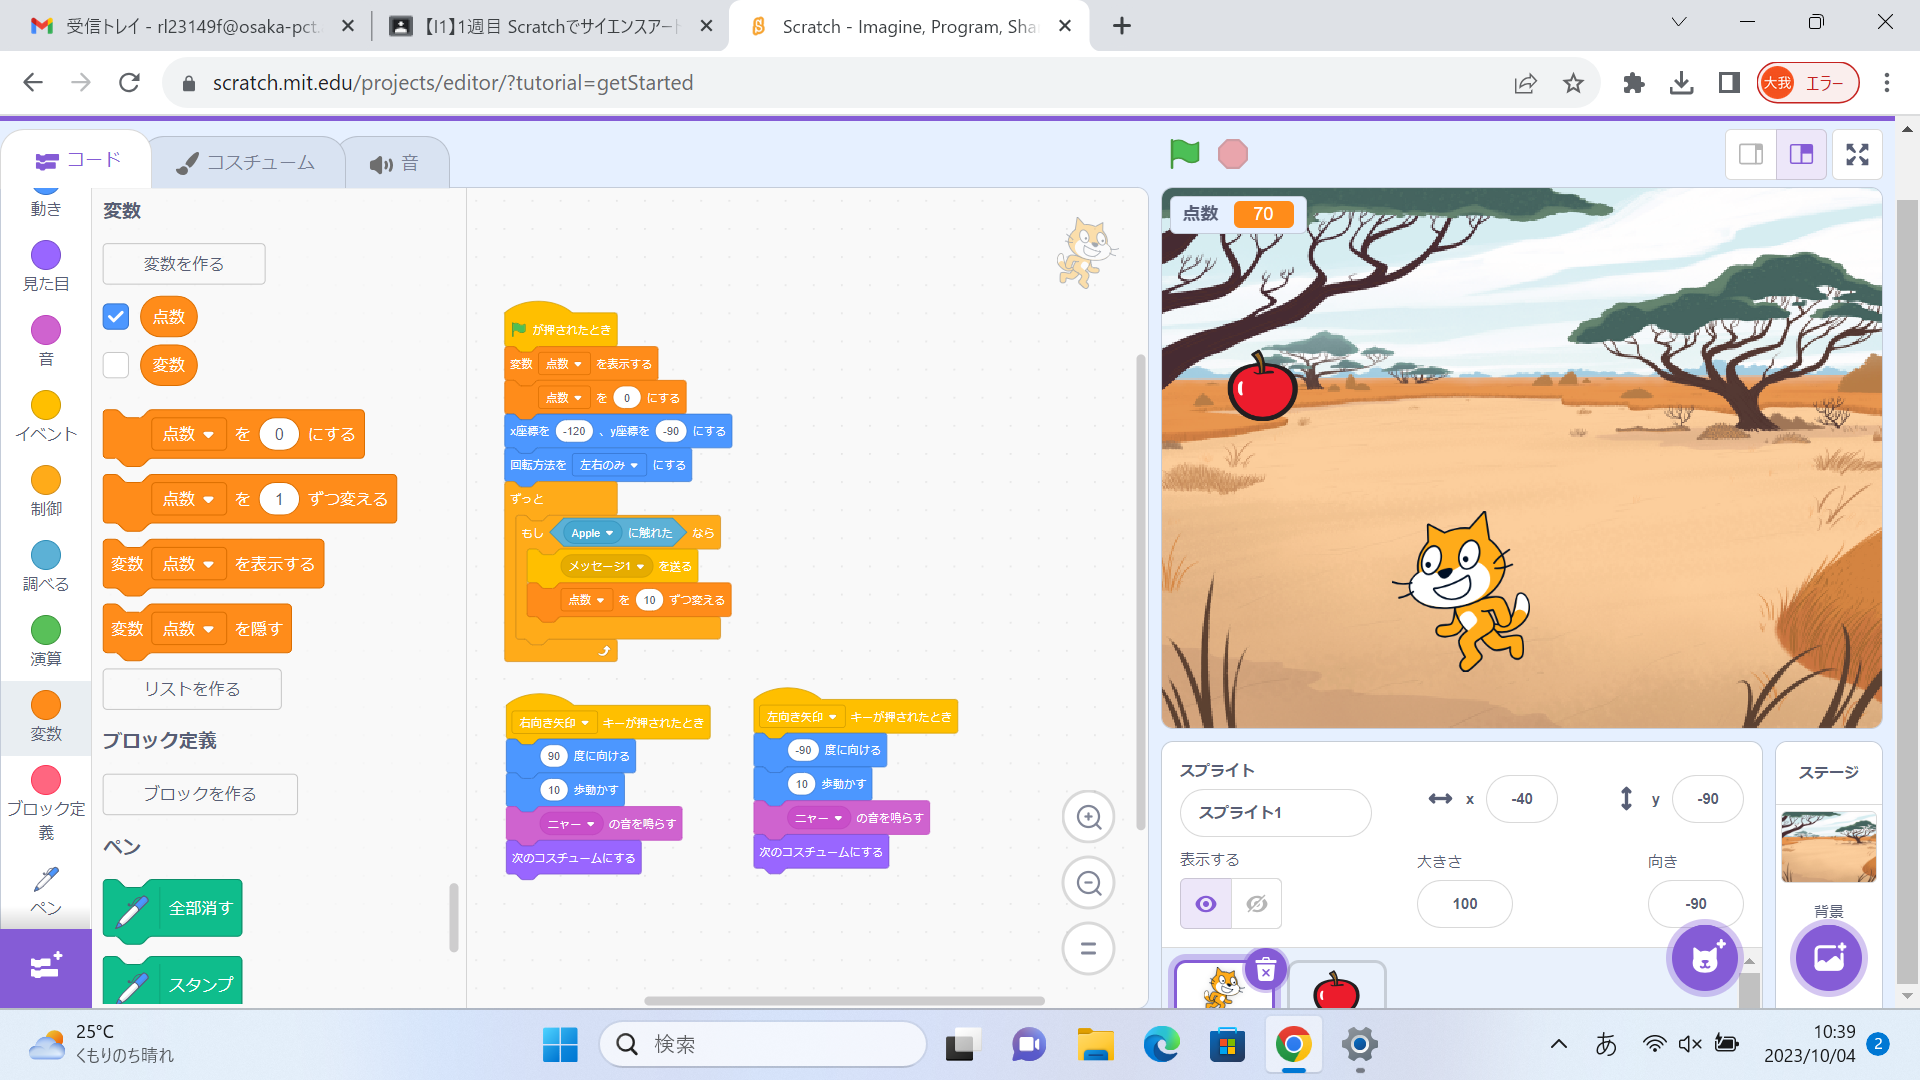 受信トレイ - rl23149f@osaka-pct.
【I1】1週目 Scratchでサイエンスアート
Scratch - Imagine, Program, Sha
scratch.mit.edu/projects/editor/?tutorial=getStarted
大我 エラー
コード
コスチューム
音
動き
見た目
音
イベント
制御
調べる
演算
変数
ブロック定
義
ペン
変数
変数を作る
点数
変数
点数 を 0 にする
点数 を 1 ずつ変える
変数 点数 を表示する
変数 点数 を隠す
リストを作る
ブロック定義
ブロックを作る
ペン
全部消す
スタンプ
が押されたとき
変数 点数 を表示する
点数 を 0 にする
x座標を -120 、y座標を -90 にする
回転方法を 左右のみ にする
ずっと
もし Apple に触れた なら
メッセージ1 を送る
点数 を 10 ずつ変える
右向き矢印 キーが押されたとき
90 度に向ける
10 歩動かす
ニャー の音を鳴らす
次のコスチュームにする
左向き矢印 キーが押されたとき
-90 度に向ける
10 歩動かす
ニャー の音を鳴らす
次のコスチュームにする
点数 70
スプライト
スプライト1
x -40
y -90
表示する
大きさ 100
向き -90
ステージ
背景
25°C
くもりのち晴れ
検索
あ
10:39
2023/10/04
2